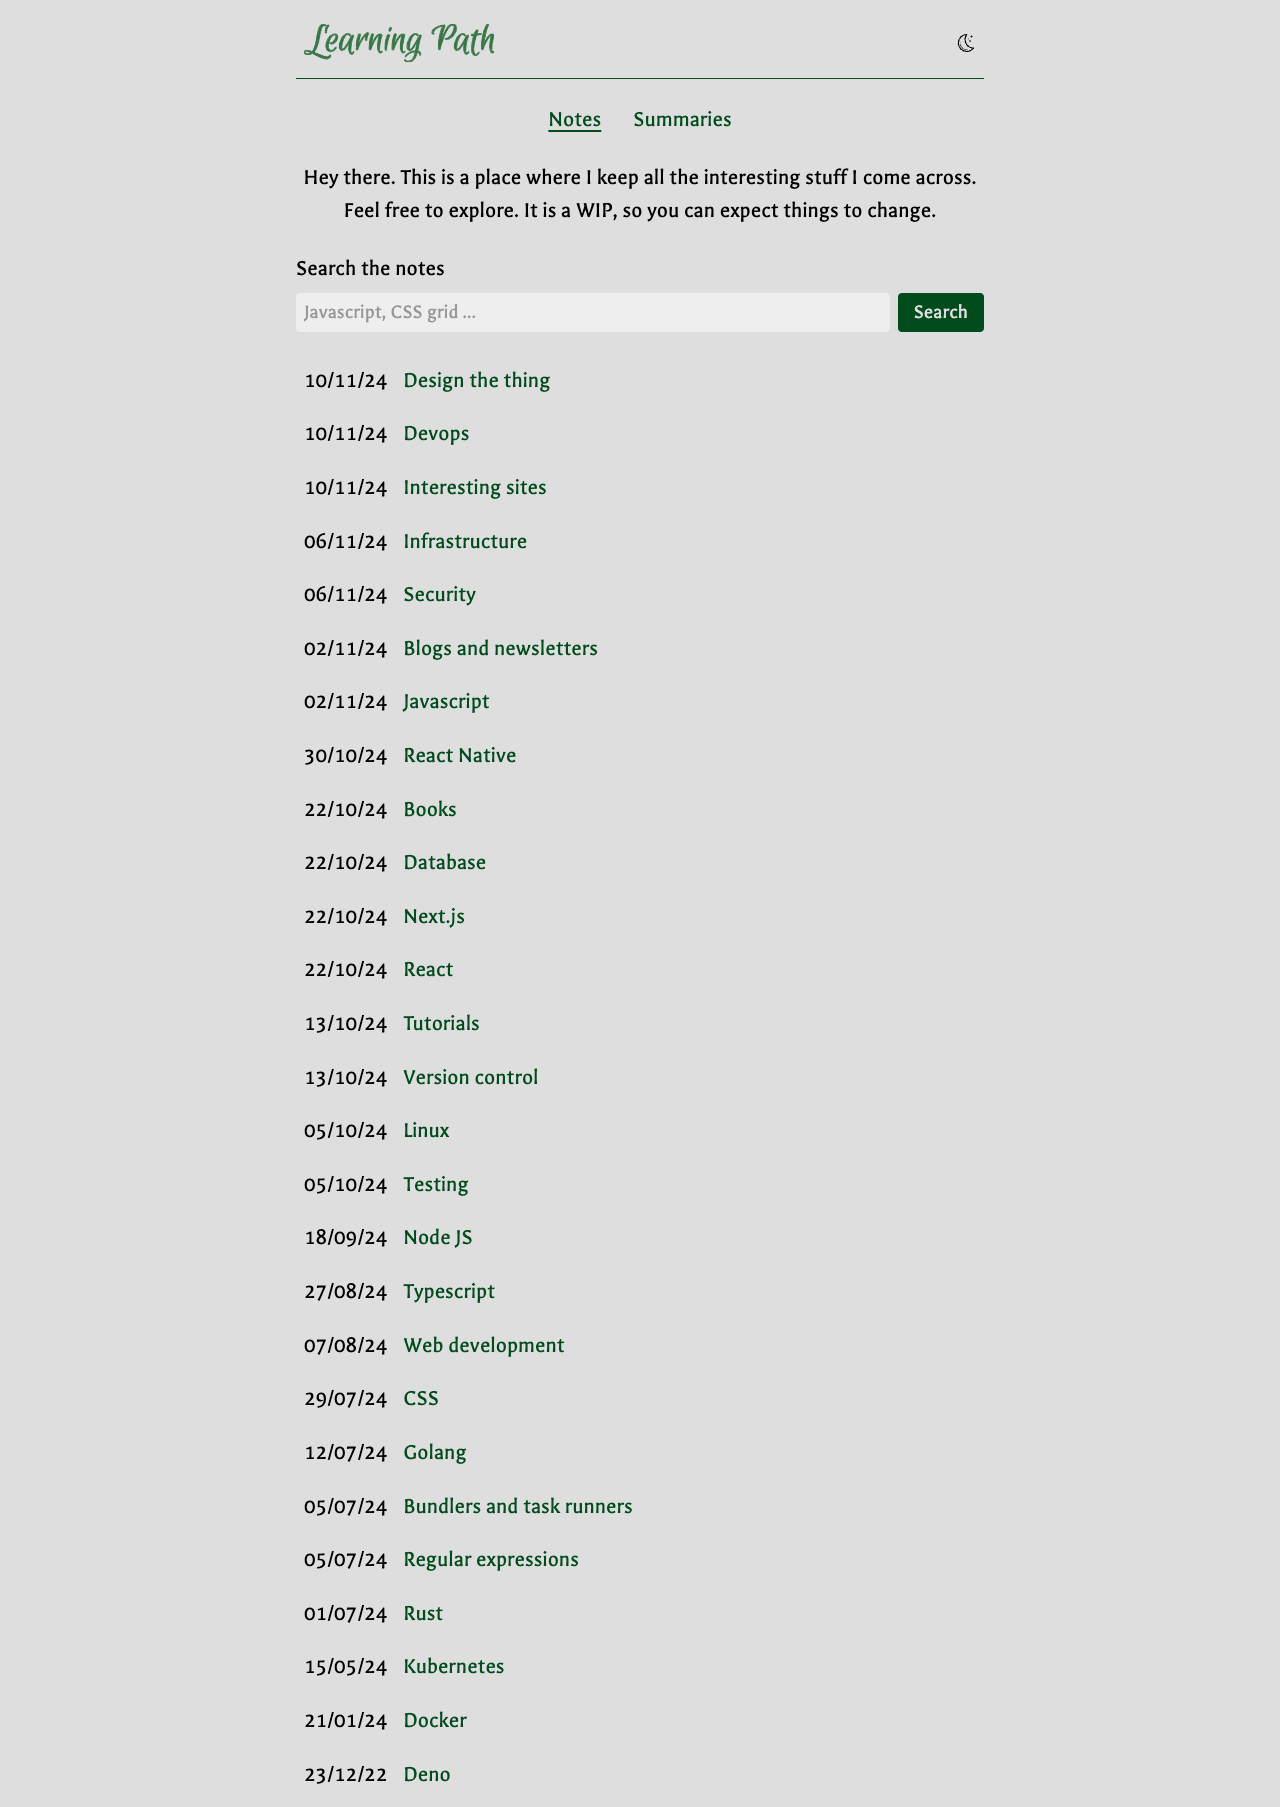 Learning Path
Notes Summaries
Hey there. This is a place where I keep all the interesting stuff I come across.
Feel free to explore. It is a WIP, so you can expect things to change.
Search the notes
Javascript, CSS grid ... Search
10/11/24 Design the thing
10/11/24 Devops
10/11/24 Interesting sites
06/11/24 Infrastructure
06/11/24 Security
02/11/24 Blogs and newsletters
02/11/24 Javascript
30/10/24 React Native
22/10/24 Books
22/10/24 Database
22/10/24 Next.js
22/10/24 React
13/10/24 Tutorials
13/10/24 Version control
05/10/24 Linux
05/10/24 Testing
18/09/24 Node JS
27/08/24 Typescript
07/08/24 Web development
29/07/24 CSS
12/07/24 Golang
05/07/24 Bundlers and task runners
05/07/24 Regular expressions
01/07/24 Rust
15/05/24 Kubernetes
21/01/24 Docker
23/12/22 Deno